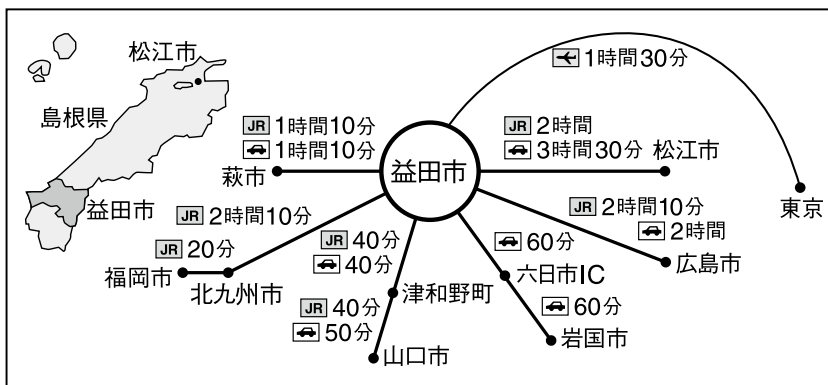 松江市
島根県
益田市
1時間30分
JR 1時間10分
1時間10分
萩市
益田市
JR 2時間
3時間30分
松江市
東京
JR 2時間10分
JR 20分
福岡市
北九州市
JR 40分
40分
津和野町
JR 40分
50分
山口市
60分
六日市IC
60分
岩国市
JR 2時間10分
2時間
広島市